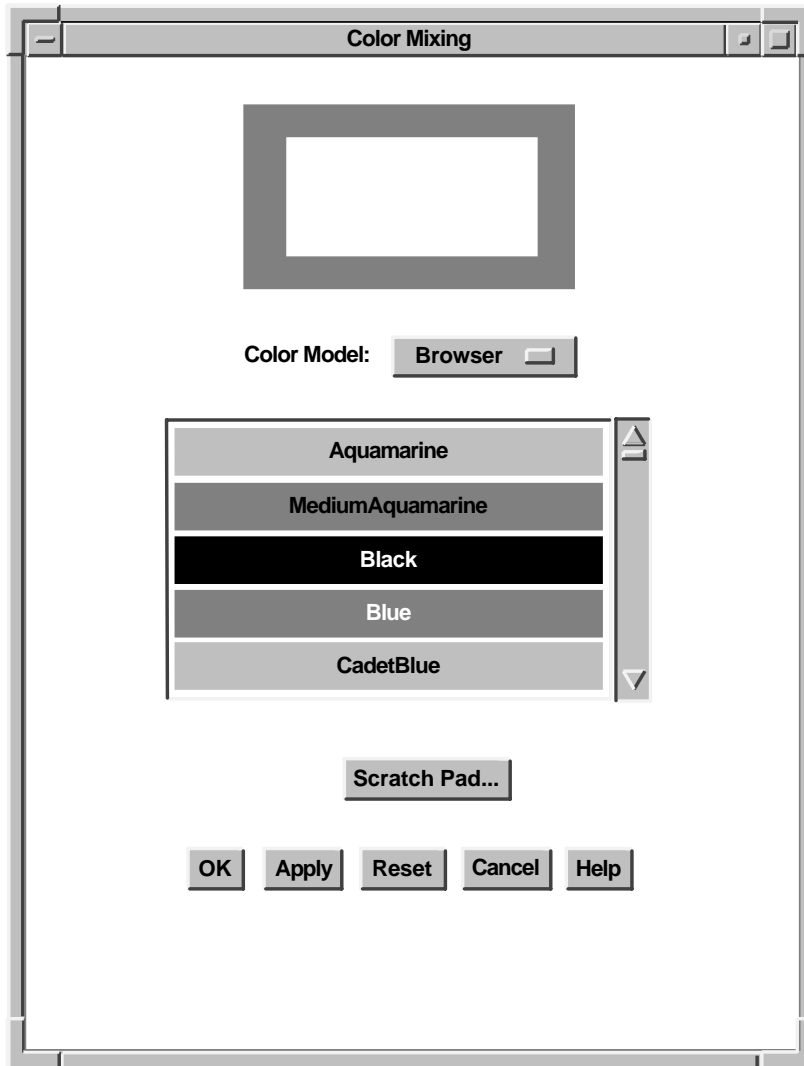 Color Mixing
Color Model: Browser
Aquamarine
MediumAquamarine
Black
Blue
CadetBlue
Scratch Pad...
OK Apply Reset Cancel Help